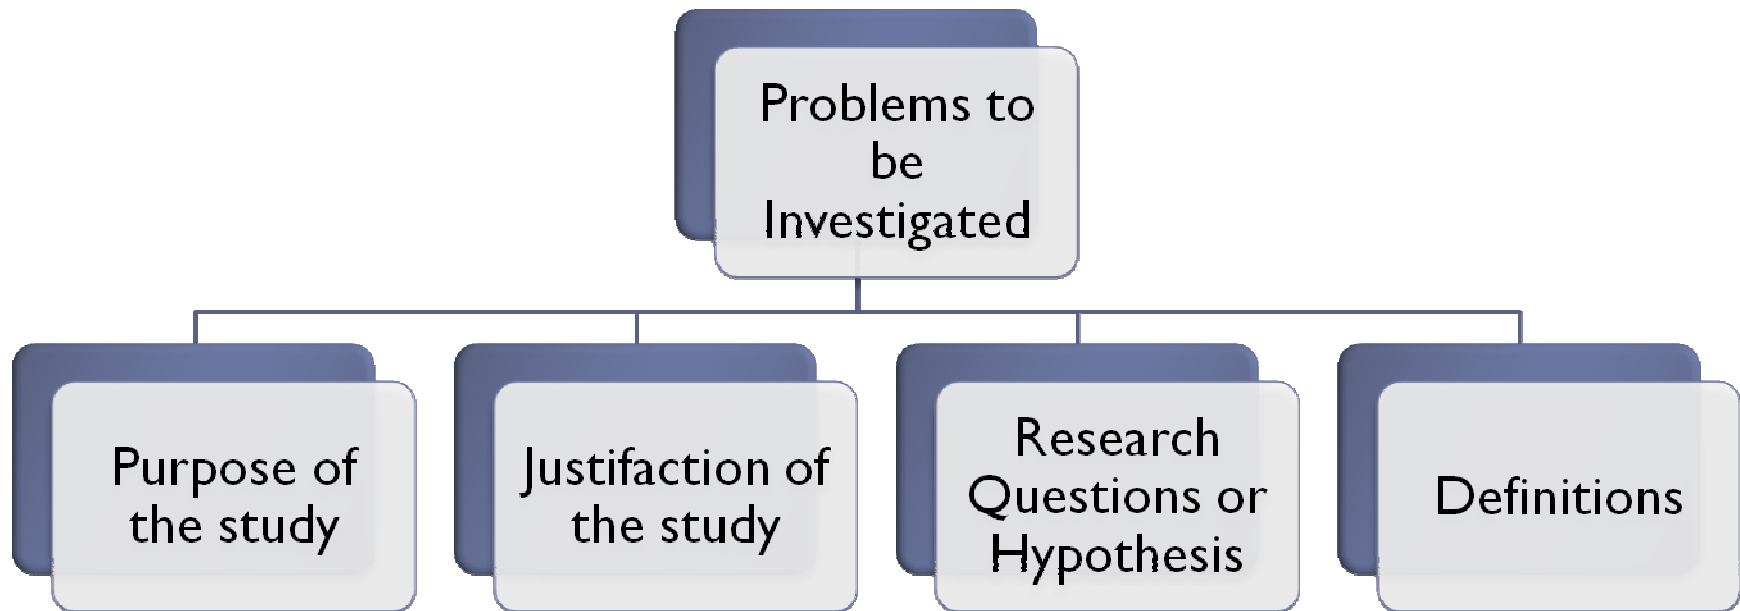 Problems to
be
Investigated
Purpose of
the study
Justifaction of
the study
Research
Questions or
Hypothesis
Definitions